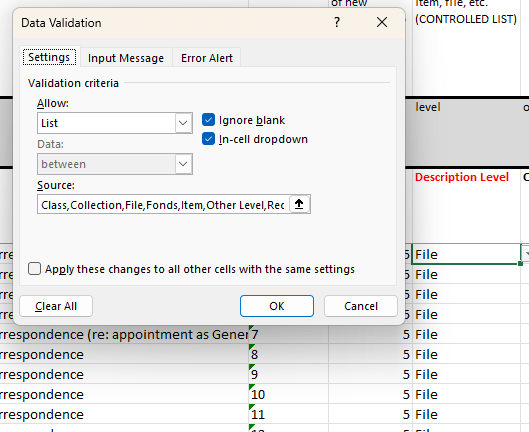 of new
item, file, etc.
(CONTROLLED LIST)
Data Validation
?
Settings
Input Message
Error Alert
Validation criteria
Allow:
List
Ignore blank
In-cell dropdown
Data:
between
Source:
Class,Collection,File,Fonds,Item,Other Level,Rec
Apply these changes to all other cells with the same settings
Clear All
OK
Cancel
level
o
Description Level
C
5 File
5 File
5 File
5 File
rrespondence (re: appointment as Gener 7 5 File
rrespondence 8 5 File
rrespondence 9 5 File
rrespondence 10 5 File
rrespondence 11 5 File